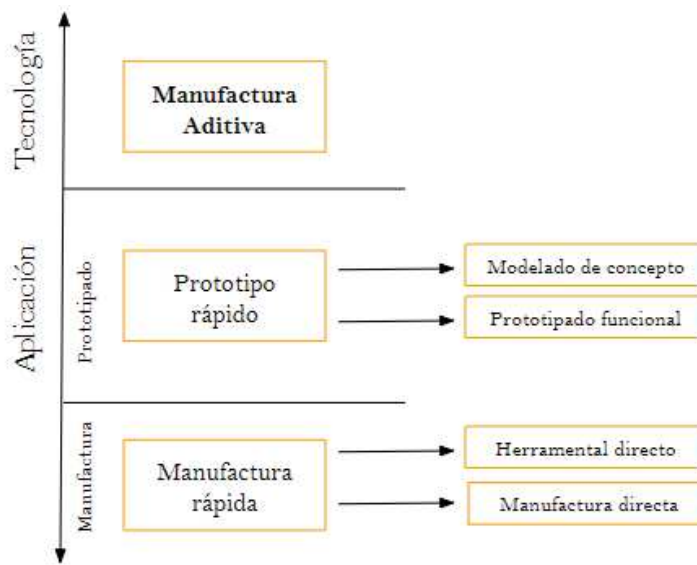 Tecnología
Manufactura
Aditiva
Aplicación
Prototipado
Prototipo
rápido
Modelado de concepto
Prototipado funcional
Manufactura
Manufactura
rápida
Herramental directo
Manufactura directa